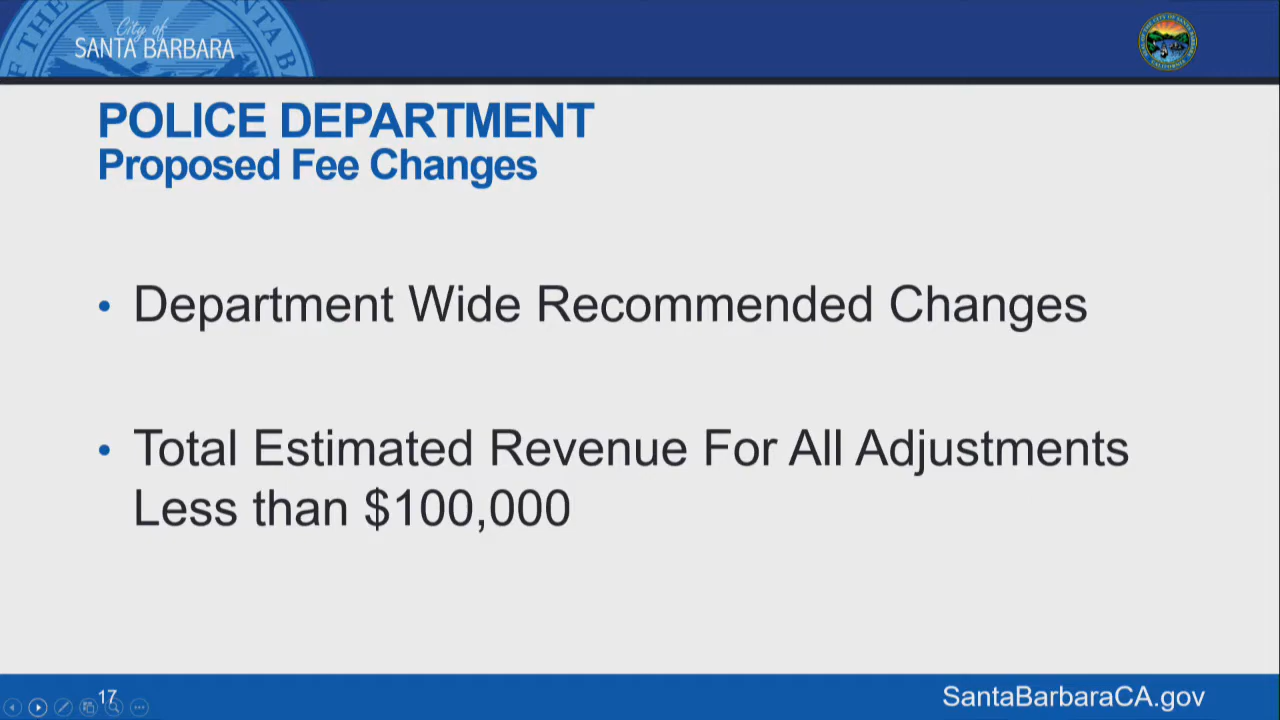 City of
SANTA BARBARA
POLICE DEPARTMENT
Proposed Fee Changes
• Department Wide Recommended Changes
• Total Estimated Revenue For All Adjustments
Less than $100,000
17
SantaBarbaraCA.gov